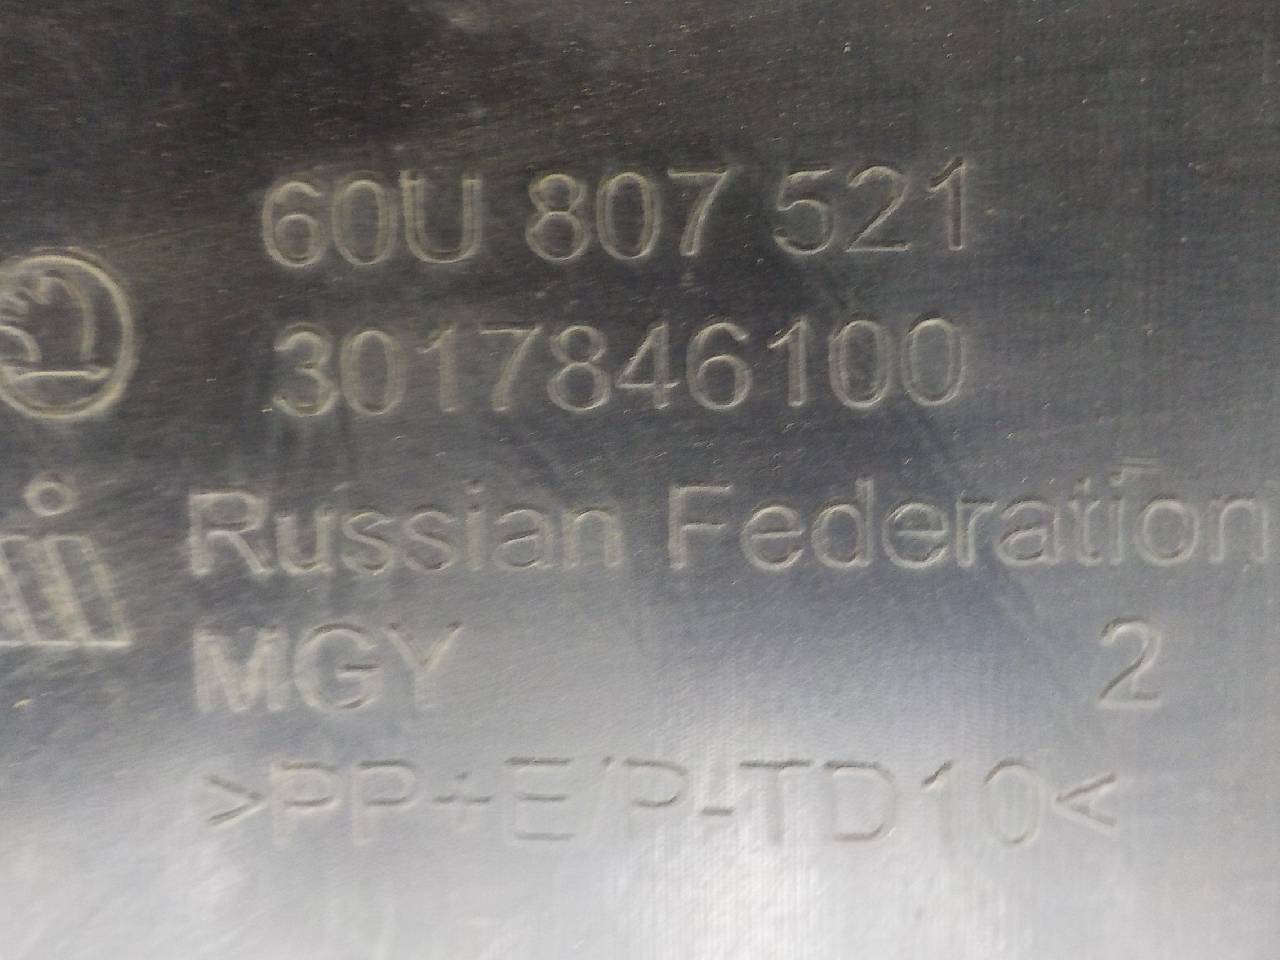 60U 807 521
3017846100
Russian Federation
MGY 2
>PP+E/P-TD10<